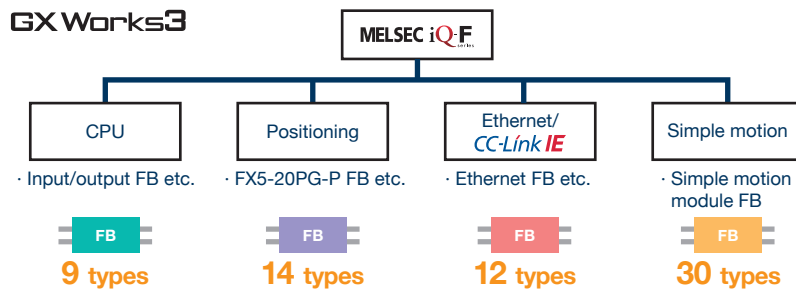 GX Works3
MELSEC iQ-F
series
CPU
Positioning
Ethernet/
CC-Link IE
Simple motion
· Input/output FB etc.
· FX5-20PG-P FB etc.
· Ethernet FB etc.
· Simple motion
module FB
FB
FB
FB
FB
9 types
14 types
12 types
30 types